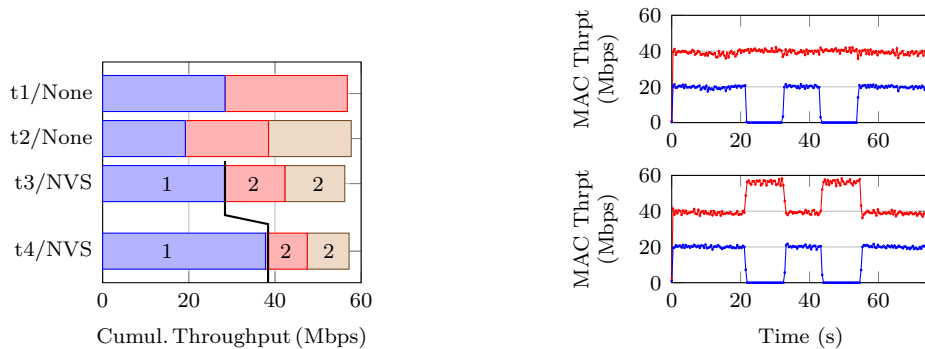 t1/None
t2/None
t3/NVS
t4/NVS
1 2 2
1 2 2
0 20 40 60
Cumul. Throughput (Mbps)
MAC Thrpt
(Mbps)
60
40
20
0
0 20 40 60
MAC Thrpt
(Mbps)
60
40
20
0
0 20 40 60
Time (s)